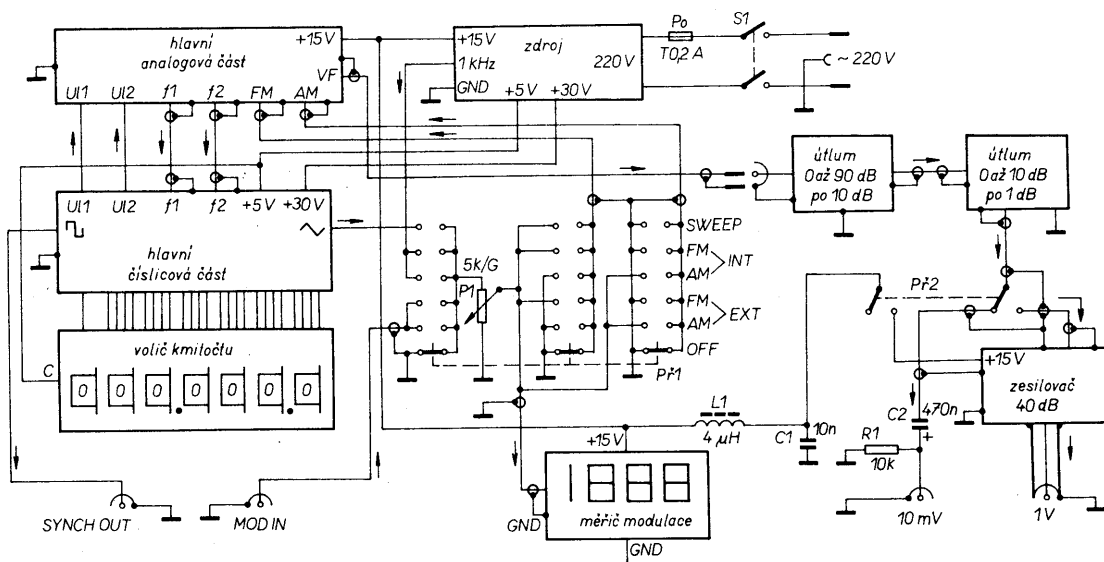 hlavní
analogová část
+15V
VF
UI1 UI2 f1 f2 FM AM
+15V
zdroj
1 kHz
220V
GND
+5V +30V
Po
T0,2 A
S1
~ 220V
útlum
0 až 90 dB
po 10 dB
útlum
0 až 10 dB
po 1 dB
UI1 UI2 f1 f2 +5V +30V
hlavní
číslicová část
volič kmitočtu
C
0 0 0 0 0 0
SYNCH OUT
MOD IN
5k/G
P1
SWEEP
FM
INT
AM
FM
EXT
AM
OFF
Př1
Př2
+15V
zesilovač
40 dB
L1
4 µH
C1
10n
C2
470n
+
R1
10k
10 mV
1V
+15V
1888
měřič modulace
GND
GND